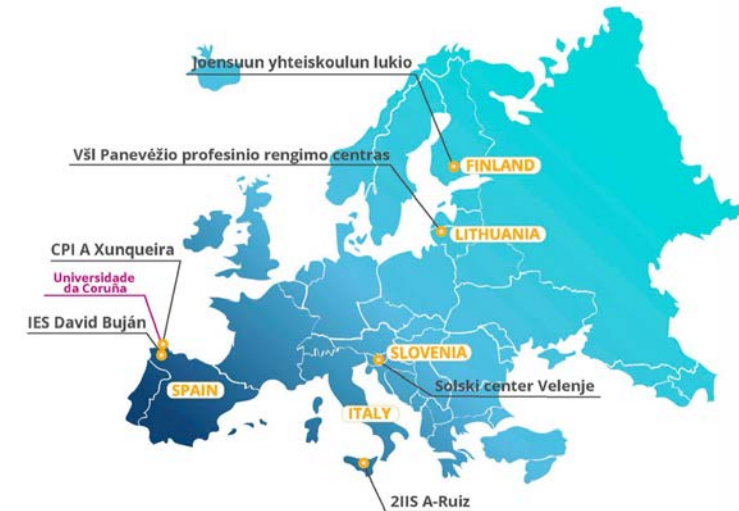 Joensuun yhteiskoulun lukio
FINLAND
VšI Panevėžio profesinio rengimo centras
LITHUANIA
CPI A Xunqueira
Universidade
da Coruña
IES David Buján
SPAIN
SLOVENIA
Solski center Velenje
ITALY
2IIS A-Ruiz